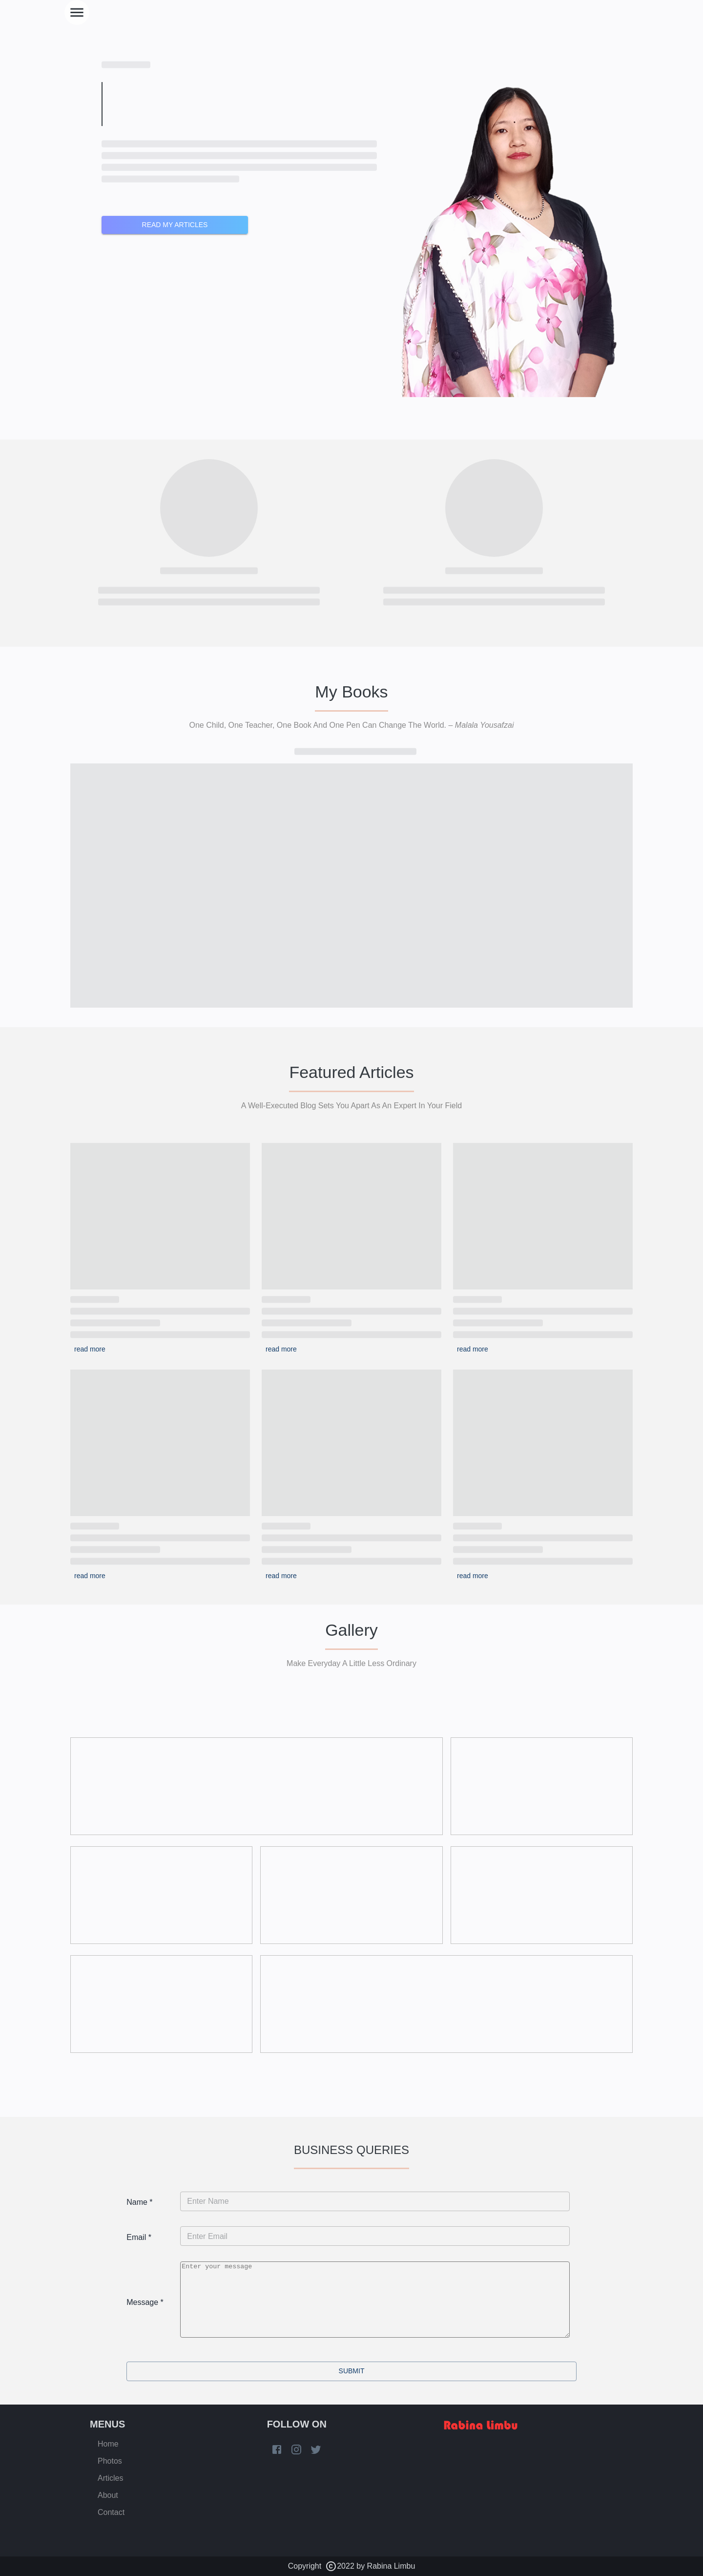 READ MY ARTICLES
My Books
One Child, One Teacher, One Book And One Pen Can Change The World. – Malala Yousafzai
Featured Articles
A Well-Executed Blog Sets You Apart As An Expert In Your Field
read more
read more
read more
read more
read more
read more
Gallery
Make Everyday A Little Less Ordinary
BUSINESS QUERIES
Name *
Enter Name
Email *
Enter Email
Message *
Enter your message
SUBMIT
MENUS
Home
Photos
Articles
About
Contact
FOLLOW ON
Rabina Limbu
Copyright © 2022 by Rabina Limbu